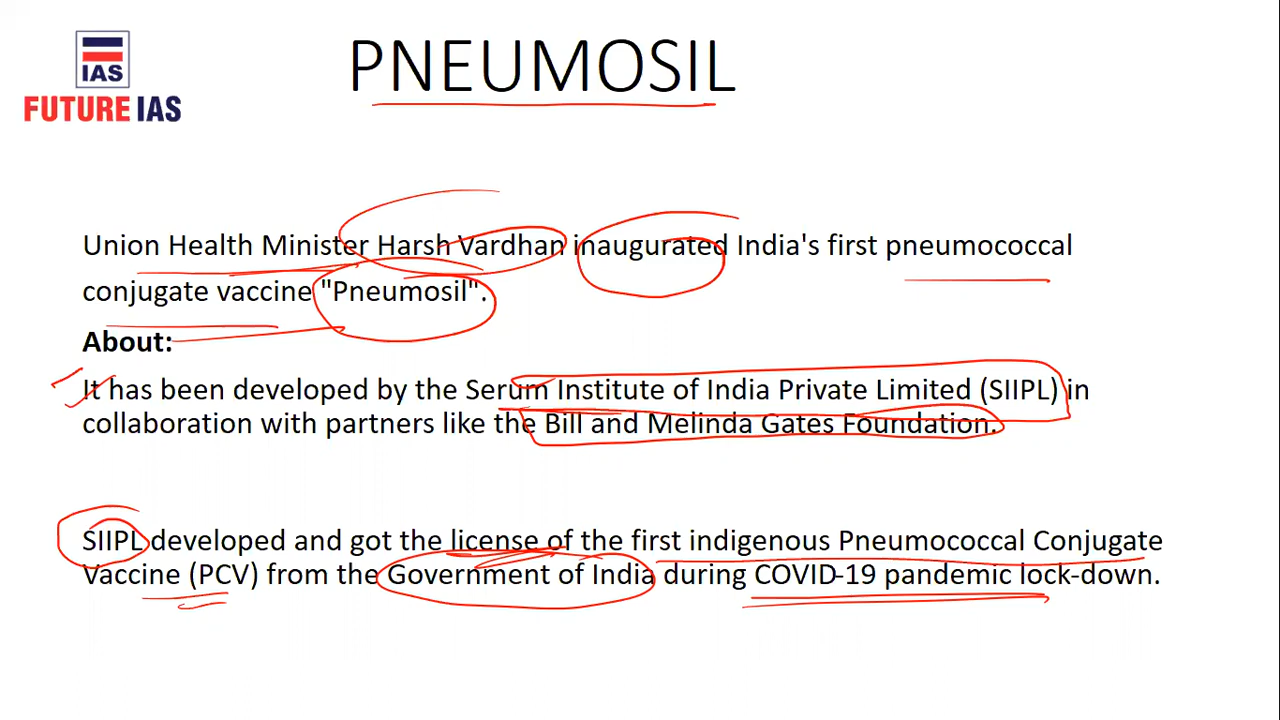 IAS
FUTURE IAS
PNEUMOSIL
Union Health Minister Harsh Vardhan inaugurated India's first pneumococcal
conjugate vaccine "Pneumosil".
About:
It has been developed by the Serum Institute of India Private Limited (SIIPL) in
collaboration with partners like the Bill and Melinda Gates Foundation.
SIIPL developed and got the license of the first indigenous Pneumococcal Conjugate
Vaccine (PCV) from the Government of India during COVID-19 pandemic lock-down.